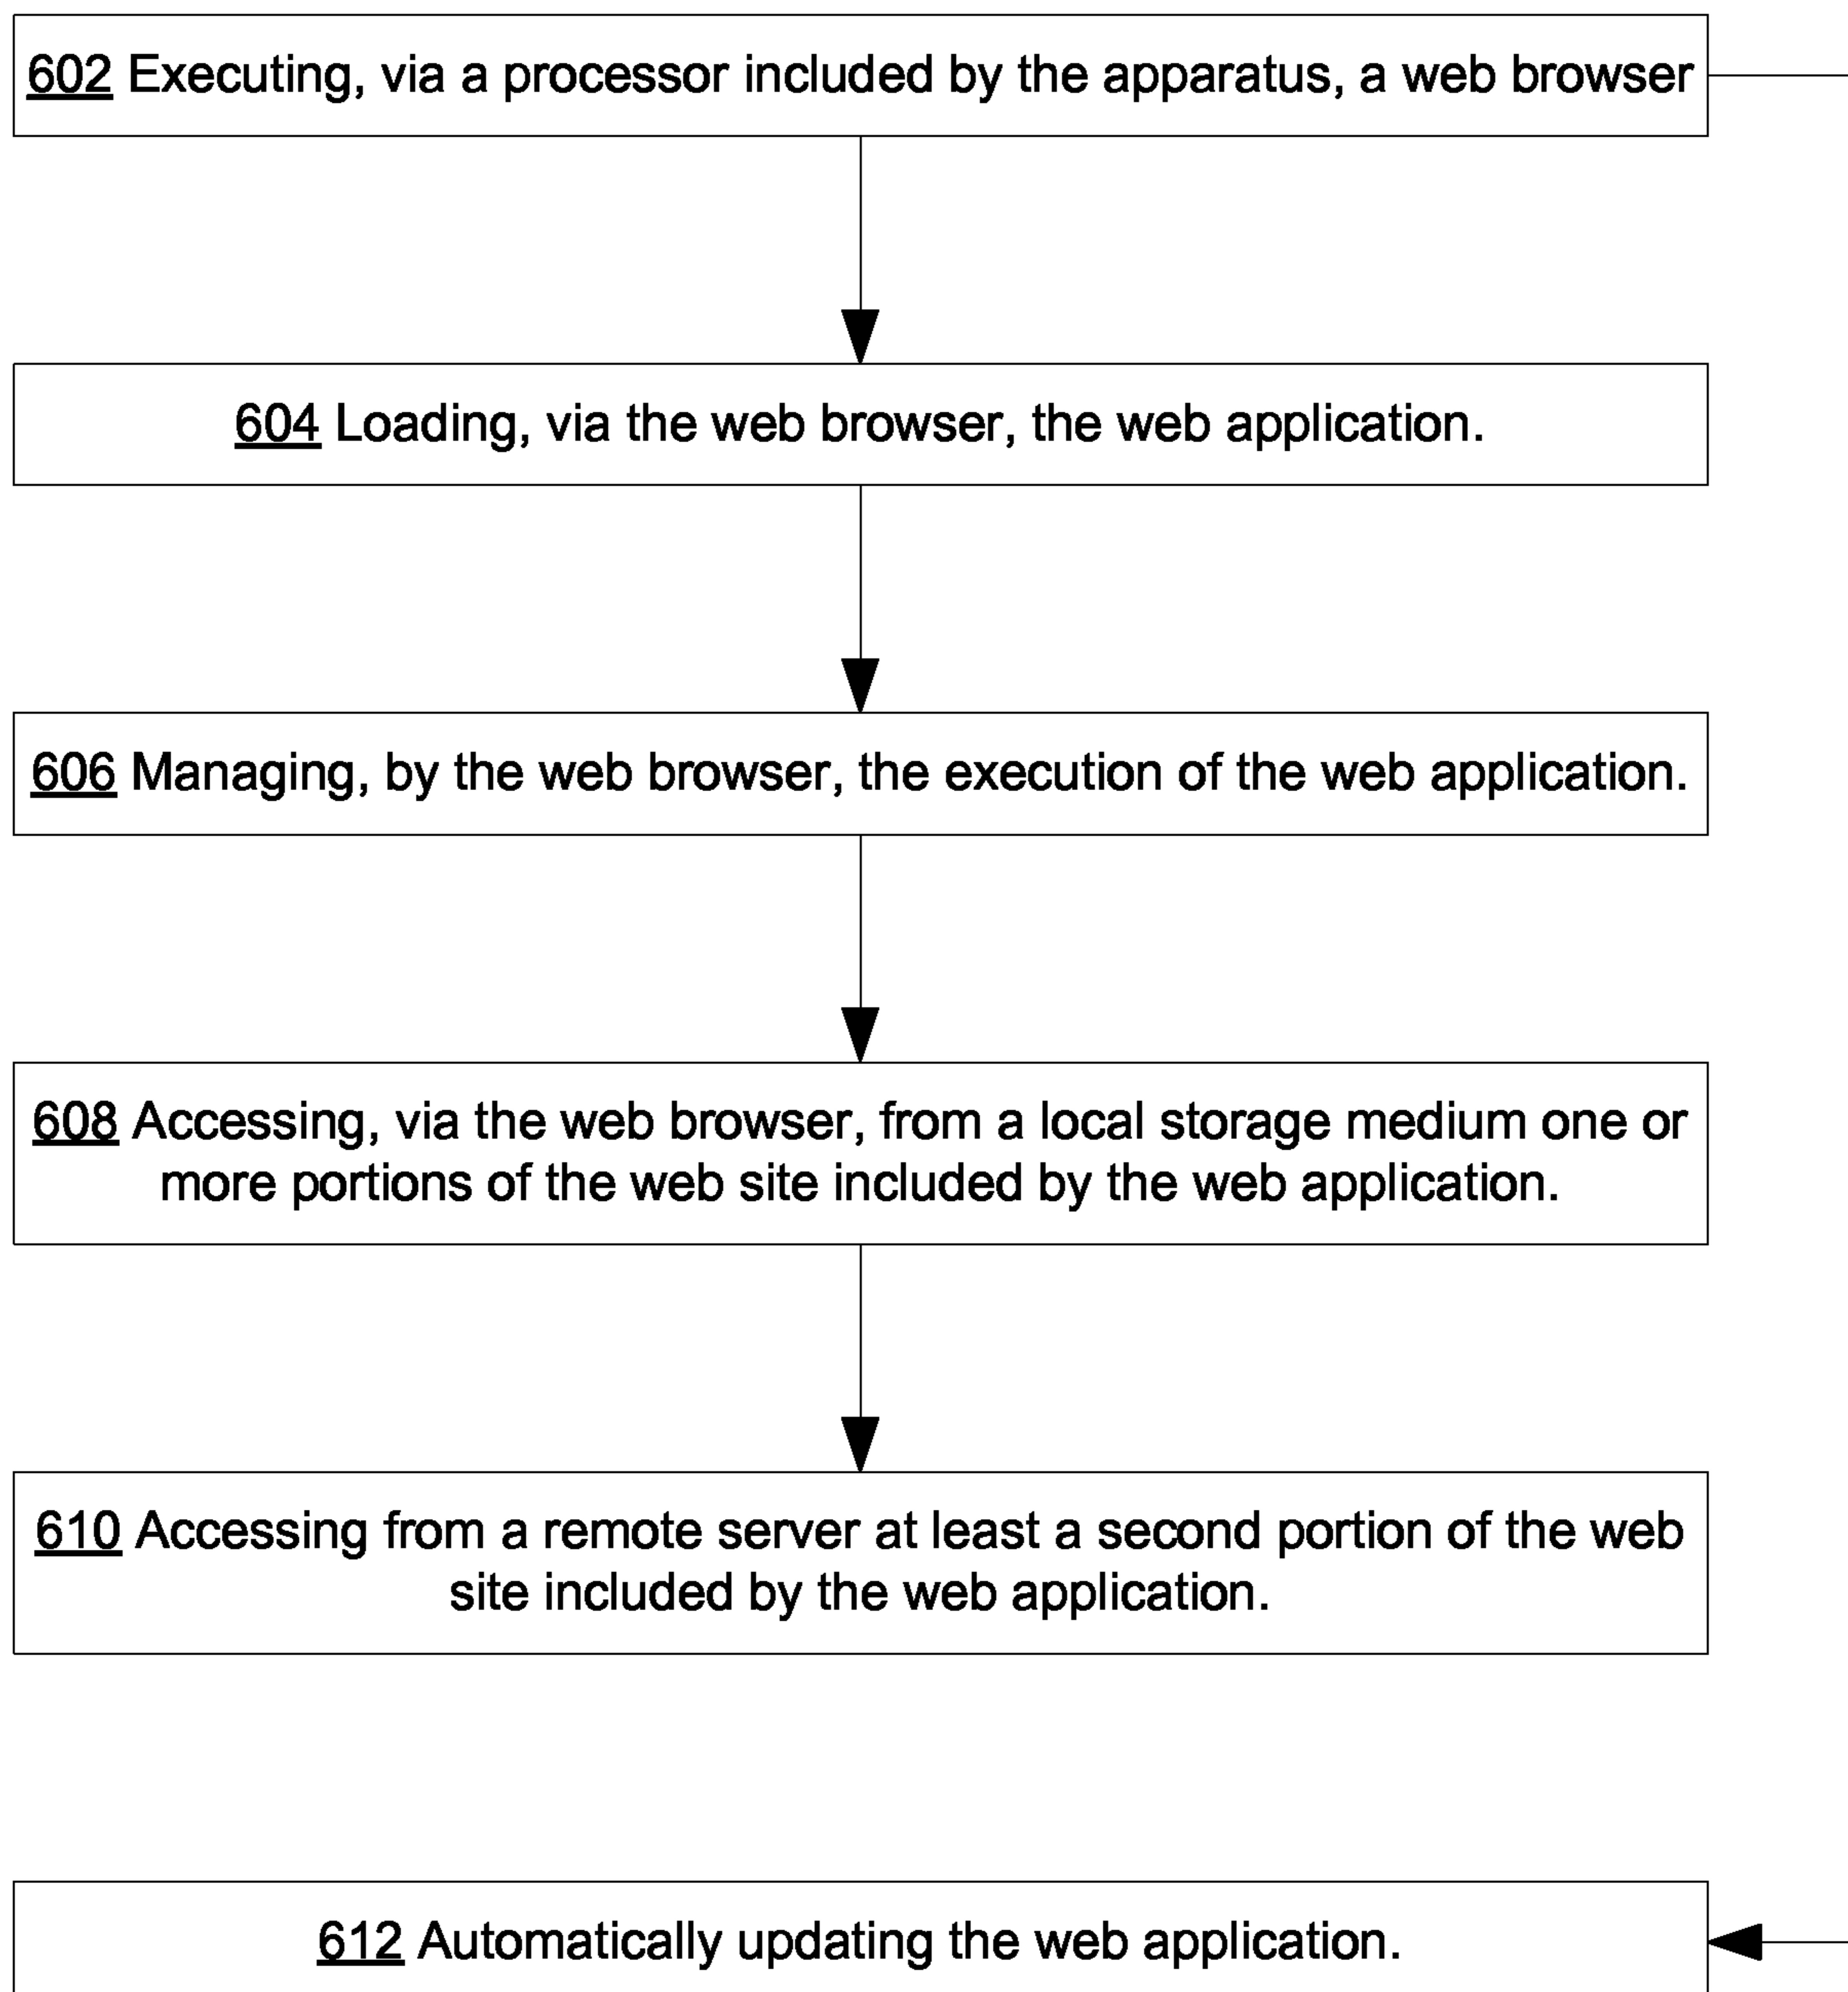 602 Executing, via a processor included by the apparatus, a web browser
604 Loading, via the web browser, the web application.
606 Managing, by the web browser, the execution of the web application.
608 Accessing, via the web browser, from a local storage medium one or
more portions of the web site included by the web application.
610 Accessing from a remote server at least a second portion of the web
site included by the web application.
612 Automatically updating the web application.